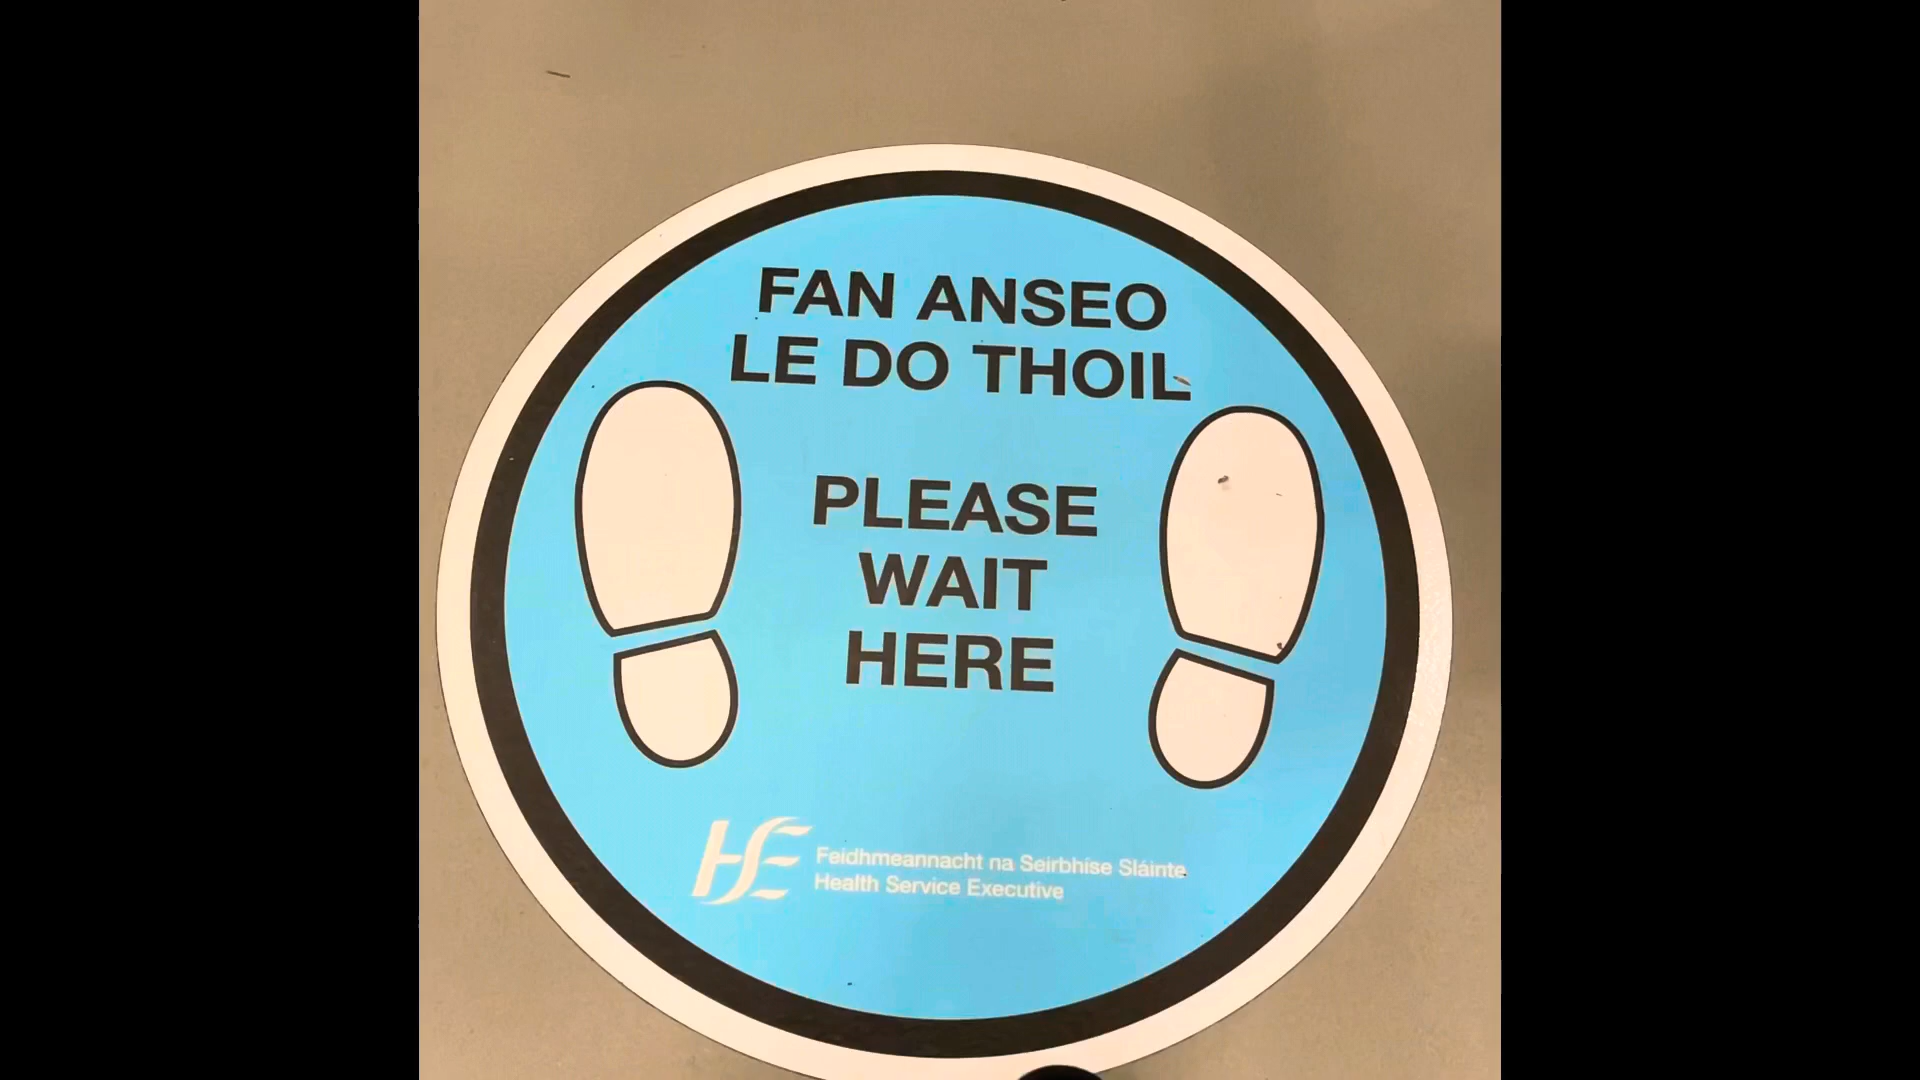 FAN ANSEO
LE DO THOIL
PLEASE
WAIT
HERE
HSE
Feidhmeannacht na Seirbhíse Sláinte
Health Service Executive